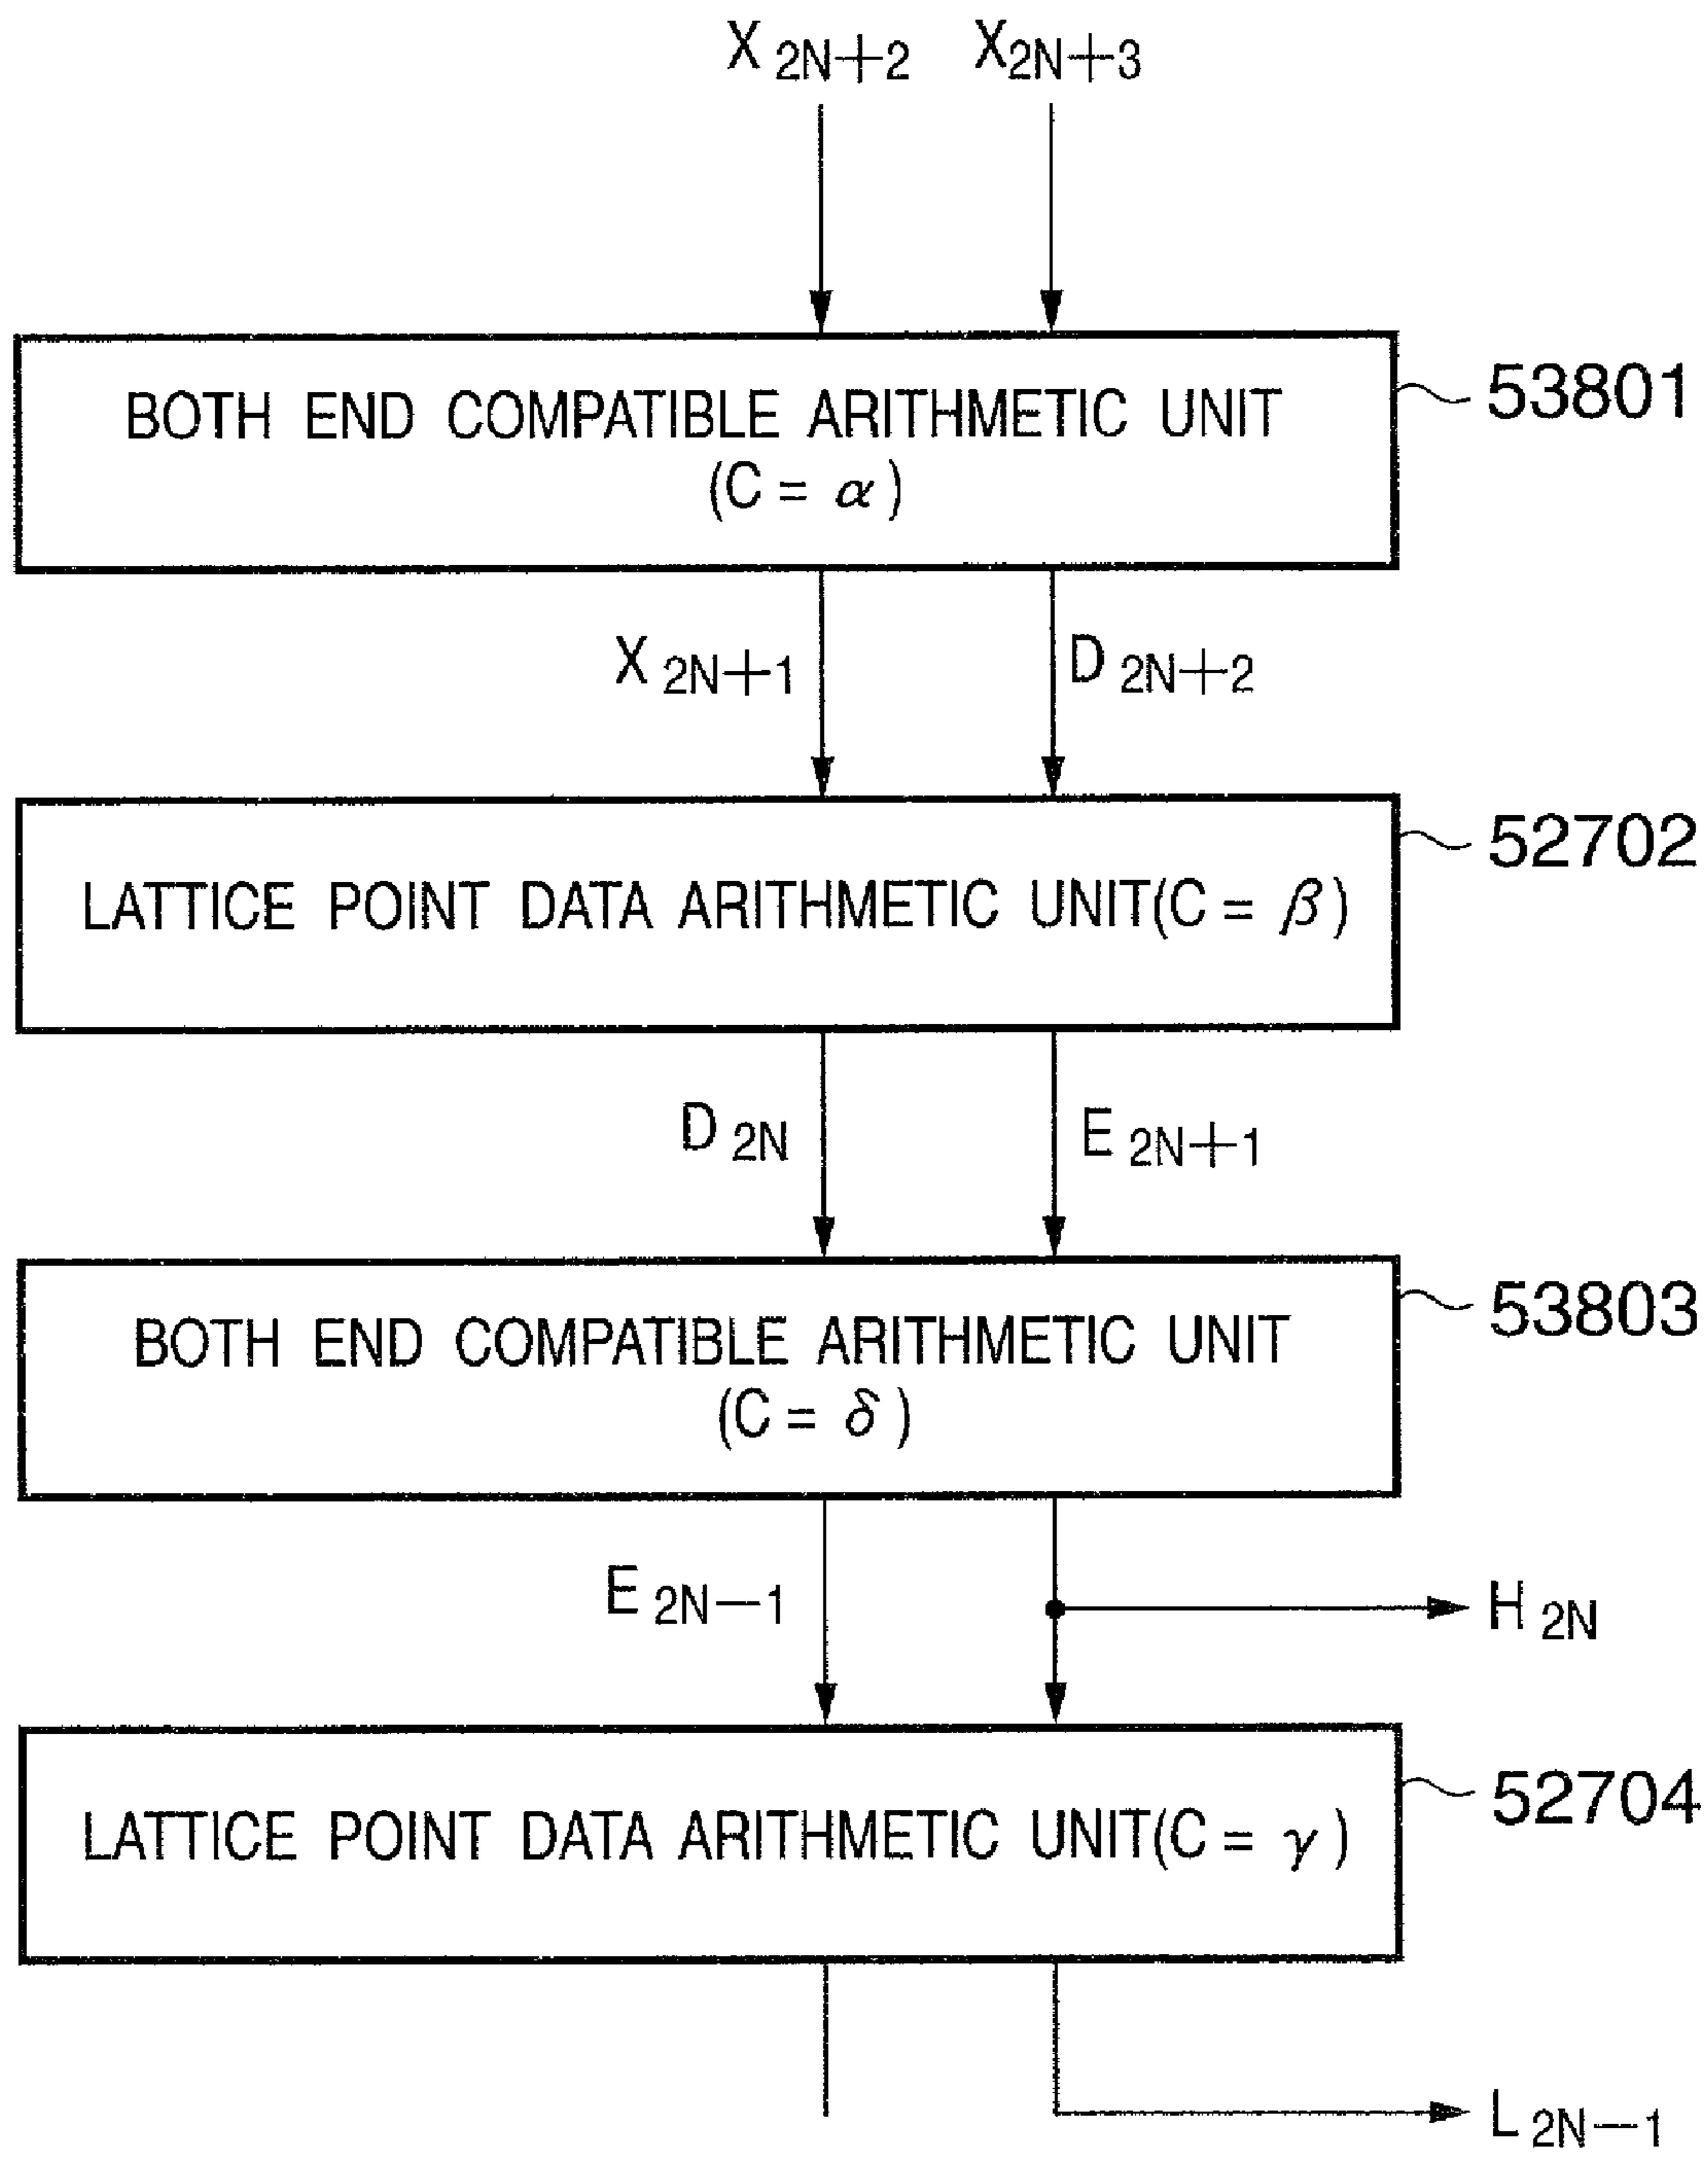 X 2N+2 X2N+3
BOTH END COMPATIBLE ARITHMETIC UNIT
(C = α)
53801
X 2N+1 D 2N+2
LATTICE POINT DATA ARITHMETIC UNIT(C = β)
52702
D 2N E 2N+1
BOTH END COMPATIBLE ARITHMETIC UNIT
(C = δ)
53803
E 2N−1 H 2N
LATTICE POINT DATA ARITHMETIC UNIT(C = γ)
52704
L 2N−1